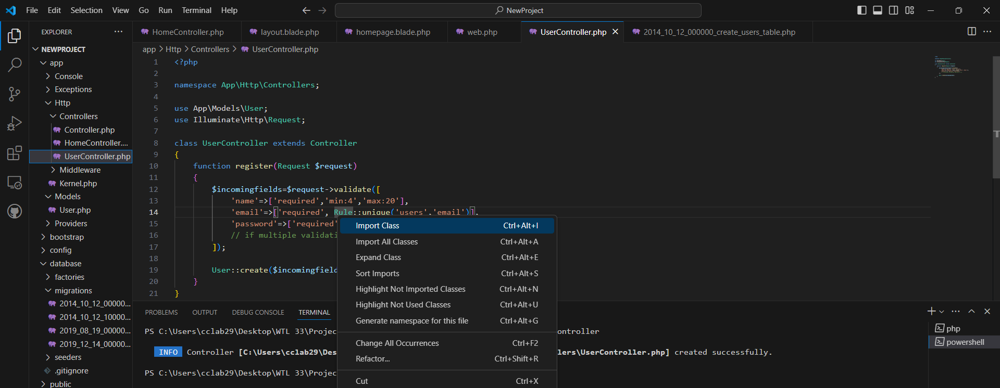 File Edit Selection View Go Run Terminal Help
NewProject
EXPLORER
NEWPROJECT
app
Console
Exceptions
Http
Controllers
Controller.php
HomeController....
UserController.php
Middleware
Kernel.php
Models
User.php
Providers
bootstrap
config
database
factories
migrations
2014_10_12_00000...
2014_10_12_10000...
2019_08_19_00000...
2019_12_14_00000...
seeders
.gitignore
public
HomeController.php layout.blade.php homepage.blade.php web.php UserController.php 2014_10_12_000000_create_users_table.php
app > Http > Controllers > UserController.php
1 <?php
2
3 namespace App\Http\Controllers;
4
5 use App\Models\User;
6 use Illuminate\Http\Request;
7
8 class UserController extends Controller
9 {
10 function register(Request $request)
11 {
12 $incomingfields=$request->validate([
13 'name'=>['required','min:4','max:20'],
14 'email'=>['required', Rule::unique('users','email')],
15 'password'=>['required'
16 // if multiple validati
17 ]);
18
19 User::create($incomingfield
20 }
21 }
Import Class Ctrl+Alt+I
Import All Classes Ctrl+Alt+A
Expand Class Ctrl+Alt+E
Sort Imports Ctrl+Alt+S
Highlight Not Imported Classes Ctrl+Alt+N
Highlight Not Used Classes Ctrl+Alt+U
Generate namespace for this file Ctrl+Alt+G
Change All Occurrences Ctrl+F2
Refactor... Ctrl+Shift+R
Cut Ctrl+X
PROBLEMS OUTPUT DEBUG CONSOLE TERMINAL
PS C:\Users\cclab29\Desktop\WTL 33\Projec ontroller
INFO Controller [C:\Users\cclab29\Des lers\UserController.php] created successfully.
PS C:\Users\cclab29\Desktop\WTL 33\Projec
php
powershell